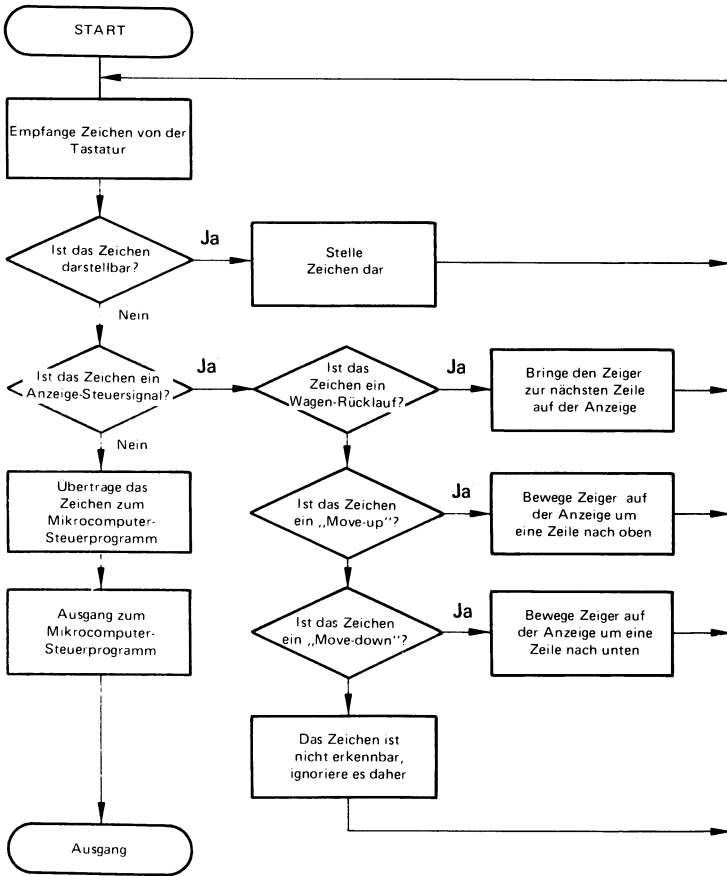 START
Empfange Zeichen von der
Tastatur
Ist das Zeichen
darstellbar?
Ja
Stelle
Zeichen dar
Nein
Ist das Zeichen ein
Anzeige-Steuersignal?
Ja
Ist das
Zeichen ein
Wagen-Rücklauf?
Ja
Bringe den Zeiger
zur nächsten Zeile
auf der Anzeige
Nein
Übertrage das
Zeichen zum
Mikrocomputer-
Steuerprogramm
Ist das Zeichen
ein „Move-up“?
Ja
Bewege Zeiger auf
der Anzeige um
eine Zeile nach oben
Ausgang zum
Mikrocomputer-
Steuerprogramm
Ist das Zeichen
ein „Move-down“?
Ja
Bewege Zeiger auf
der Anzeige um eine
Zeile nach unten
Das Zeichen ist
nicht erkennbar,
ignoriere es daher
Ausgang